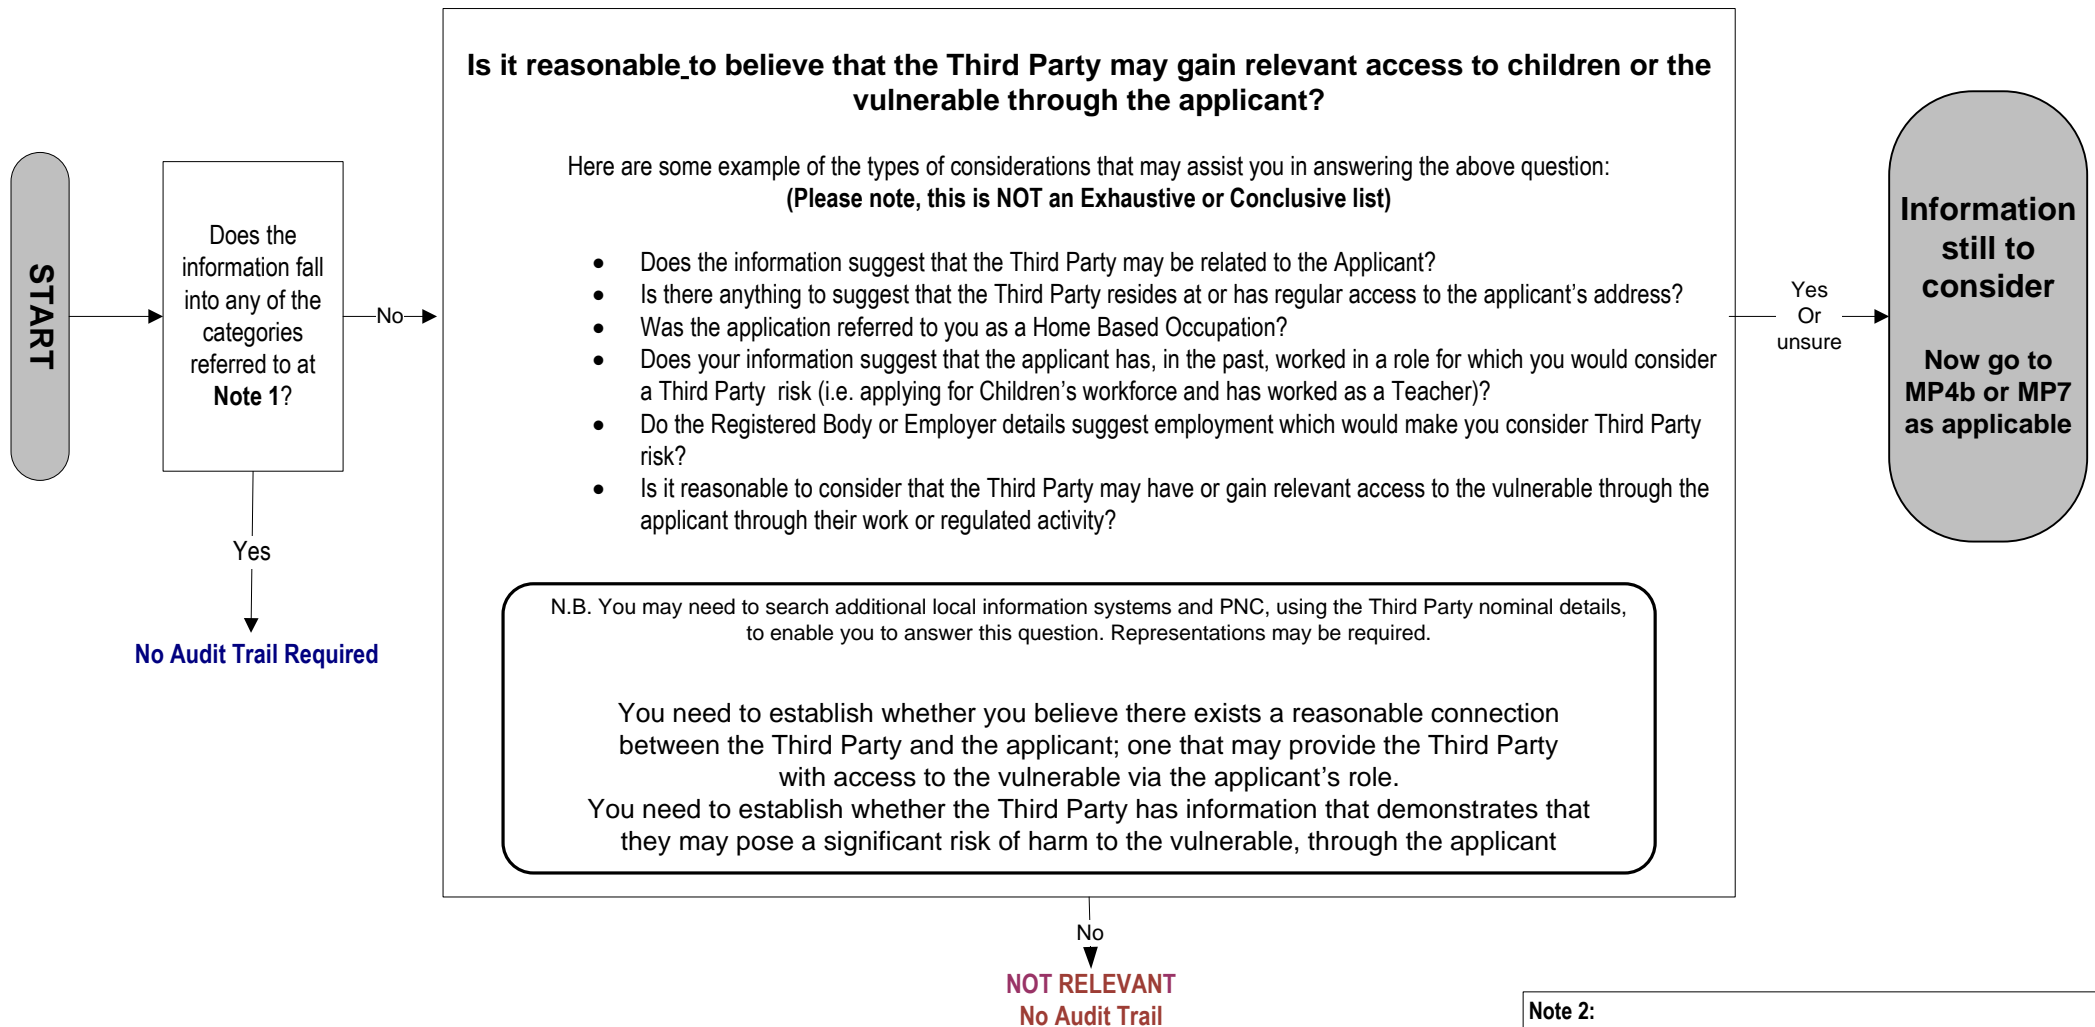 START
Does the
information fall
into any of the
categories
referred to at
Note 1?
No
Yes
No Audit Trail Required
Is it reasonable to believe that the Third Party may gain relevant access to children or the
vulnerable through the applicant?
Here are some example of the types of considerations that may assist you in answering the above question:
(Please note, this is NOT an Exhaustive or Conclusive list)
• Does the information suggest that the Third Party may be related to the Applicant?
• Is there anything to suggest that the Third Party resides at or has regular access to the applicant's address?
• Was the application referred to you as a Home Based Occupation?
• Does your information suggest that the applicant has, in the past, worked in a role for which you would consider
a Third Party risk (i.e. applying for Children's workforce and has worked as a Teacher)?
• Do the Registered Body or Employer details suggest employment which would make you consider Third Party
risk?
• Is it reasonable to consider that the Third Party may have or gain relevant access to the vulnerable through the
applicant through their work or regulated activity?
N.B. You may need to search additional local information systems and PNC, using the Third Party nominal details,
to enable you to answer this question. Representations may be required.
You need to establish whether you believe there exists a reasonable connection
between the Third Party and the applicant; one that may provide the Third Party
with access to the vulnerable via the applicant's role.
You need to establish whether the Third Party has information that demonstrates that
they may pose a significant risk of harm to the vulnerable, through the applicant
Yes
Or
unsure
Information
still to
consider
Now go to
MP4b or MP7
as applicable
No
NOT RELEVANT
No Audit Trail
Note 2: